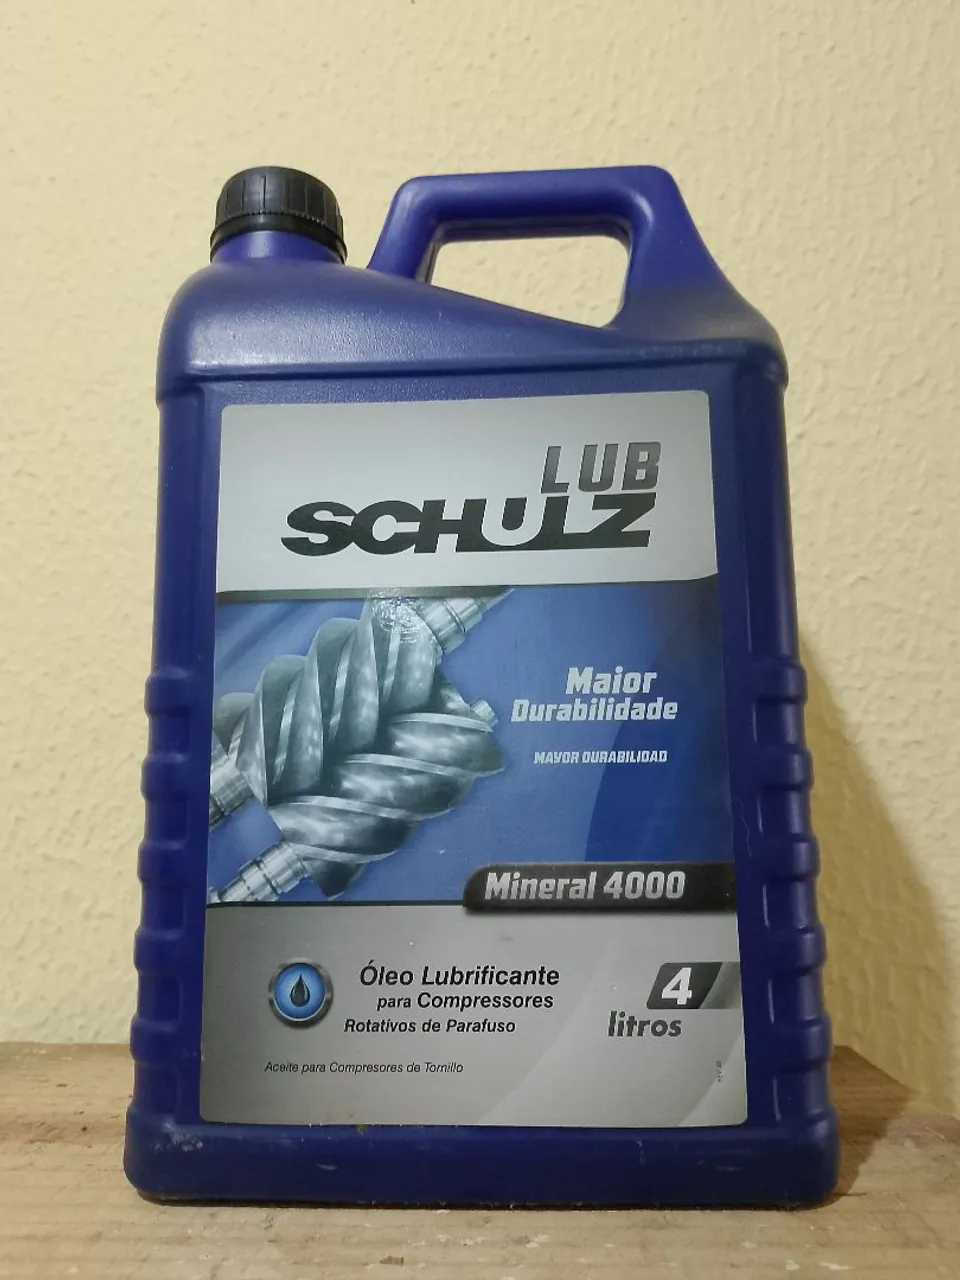 LUB
SCHULZ
Maior
Durabilidade
MAYOR DURABILIDAD
Mineral 4000
Óleo Lubrificante
para Compressores
Rotativos de Parafuso
4
litros
Aceite para Compresores de Tornillo